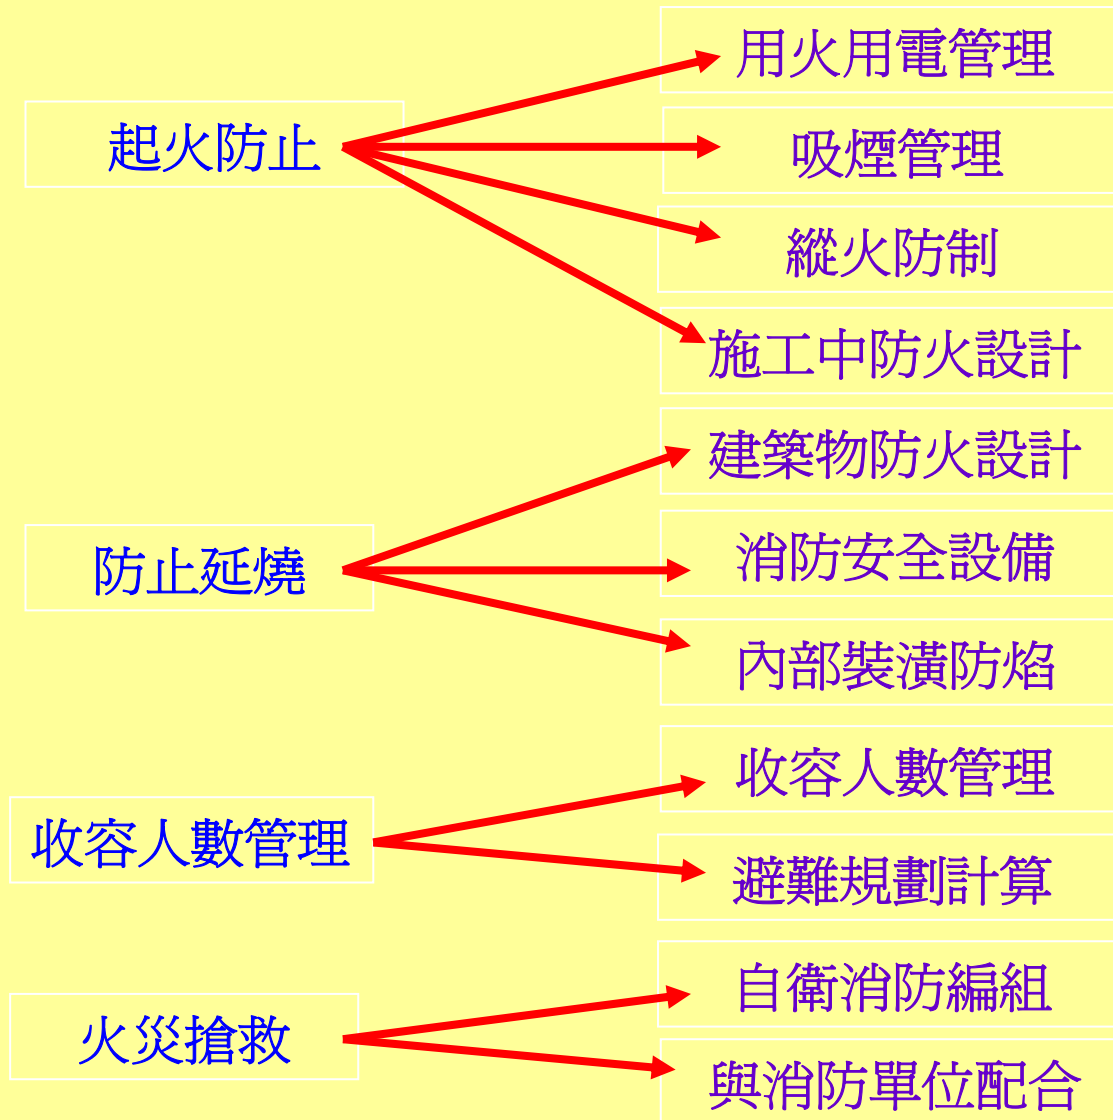 起火防止
用火用電管理
吸煙管理
縱火防制
施工中防火設計
防止延燒
建築物防火設計
消防安全設備
內部裝潢防焰
收容人數管理
收容人數管理
避難規劃計算
火災搶救
自衛消防編組
與消防單位配合